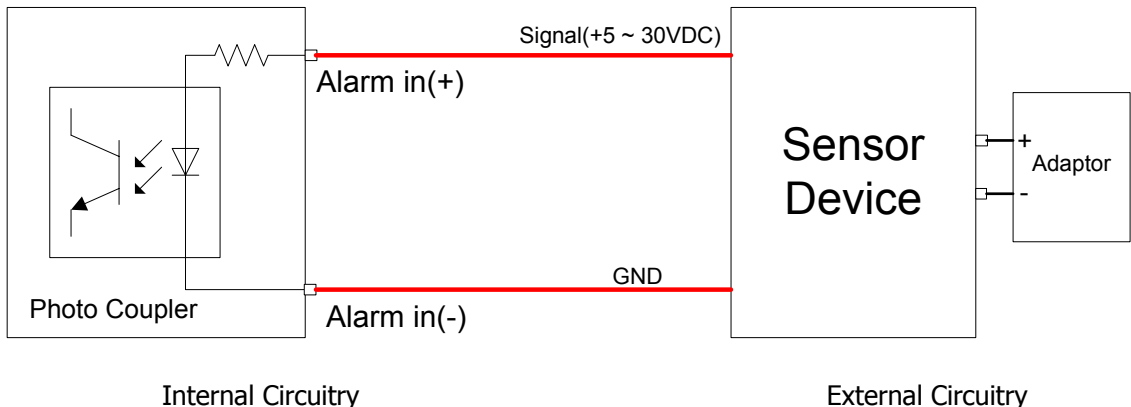 Signal(+5 ~ 30VDC)
Alarm in(+)
Sensor
Device
+
Adaptor
-
GND
Photo Coupler
Alarm in(-)
Internal Circuitry
External Circuitry